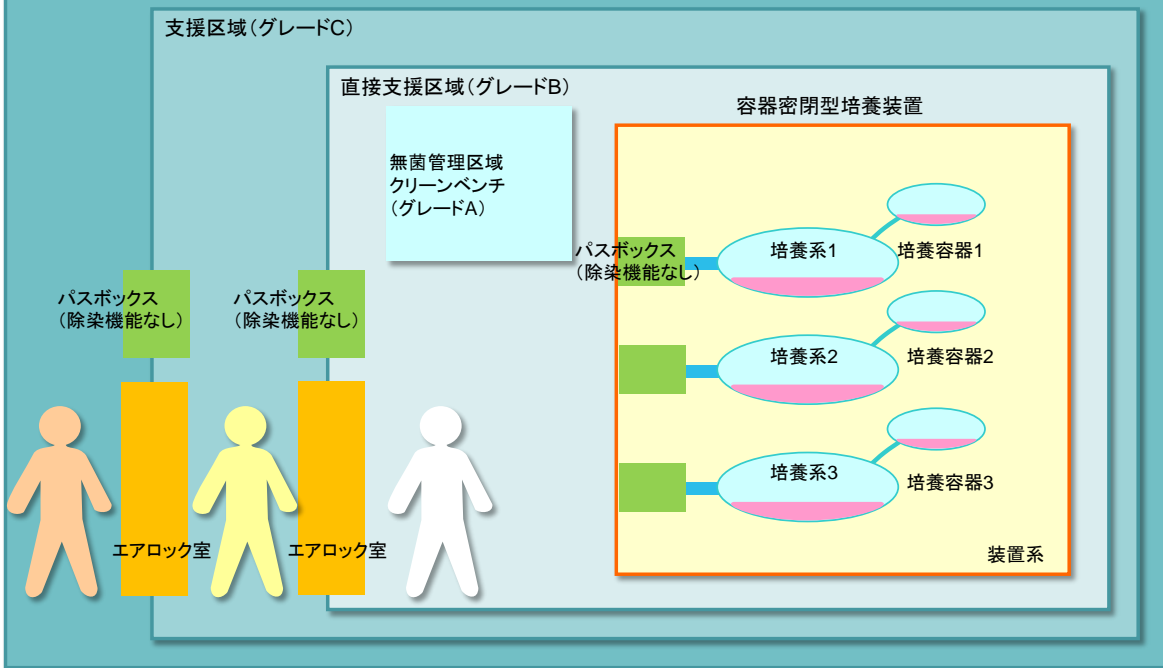 支援区域（グレードC）
直接支援区域（グレードB）
無菌管理区域
クリーンベンチ
（グレードA）
容器密閉型培養装置
パスボックス
（除染機能なし）
培養系1
培養容器1
パスボックス
（除染機能なし）
パスボックス
（除染機能なし）
培養系2
培養容器2
培養系3
培養容器3
エアロック室
エアロック室
装置系